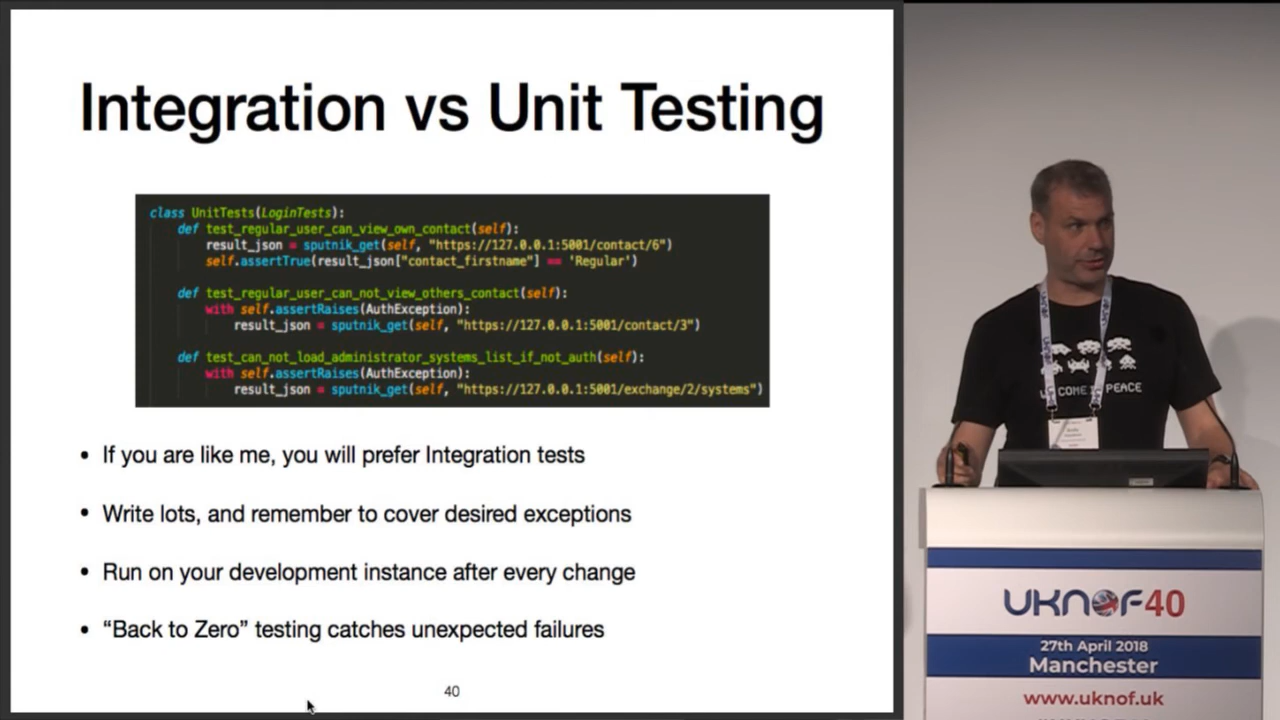 Integration vs Unit Testing
class UnitTests(LoginTests):
def test_regular_user_can_view_own_contact(self):
result_json = sputnik_get(self, "https://127.0.0.1:5001/contact/6")
self.assertTrue(result_json["contact_firstname"] == 'Regular')
def test_regular_user_can_not_view_others_contact(self):
with self.assertRaises(AuthException):
result_json = sputnik_get(self, "https://127.0.0.1:5001/contact/3")
def test_can_not_load_administrator_systems_list_if_not_auth(self):
with self.assertRaises(AuthException):
result_json = sputnik_get(self, "https://127.0.0.1:5001/exchange/2/systems")
• If you are like me, you will prefer Integration tests
• Write lots, and remember to cover desired exceptions
• Run on your development instance after every change
• “Back to Zero” testing catches unexpected failures
40
PEACE
UKNOF40
27th April 2018
Manchester
www.uknof.uk